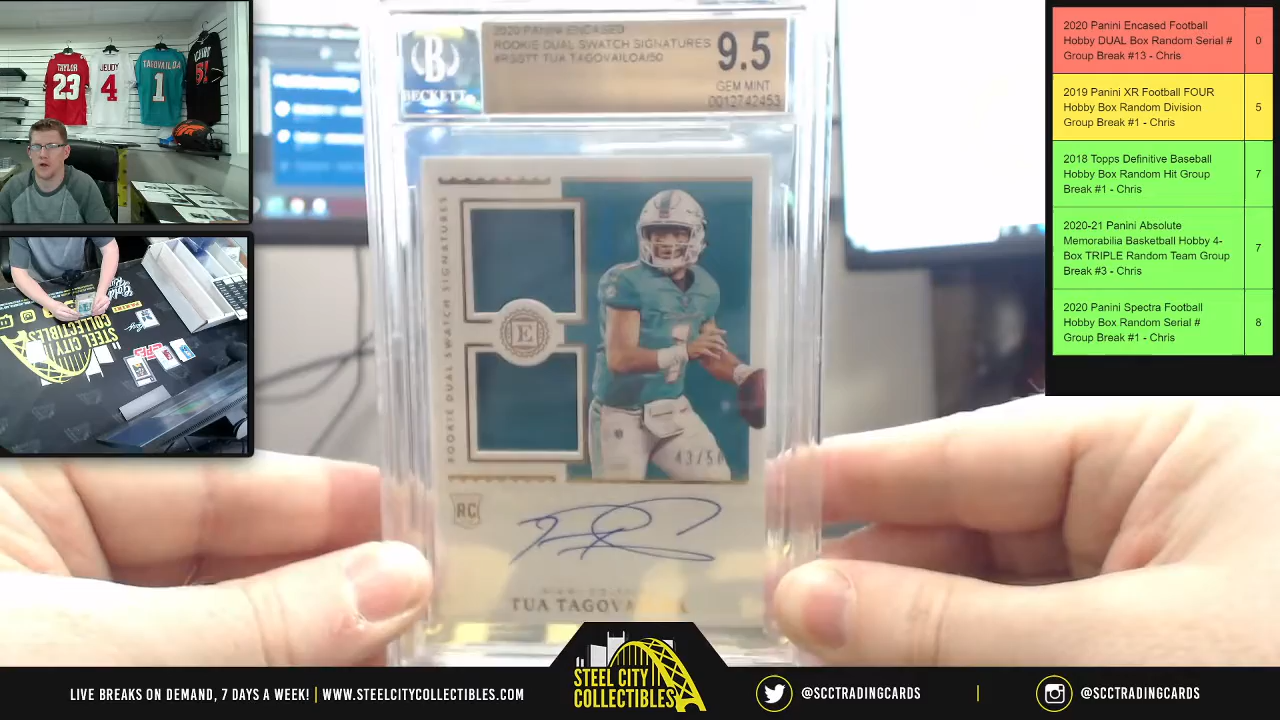 TAYLOR
23
JEUDY
4
TAGOVAILOA
1
STEEL CITY
COLLECTIBLES
BECKETT
2020 PANINI ENCASED
ROOKIE DUAL SWATCH SIGNATURES
#RSSTT TUA TAGOVAILOA/50
9.5
GEM MINT
0012742453
ROOKIE DUAL SWATCH SIGNATURES
E
1
43/50
RC
TUA TAGOVAILOA
2020 Panini Encased Football
Hobby DUAL Box Random Serial #
Group Break #13 - Chris
0
2019 Panini XR Football FOUR
Hobby Box Random Division
Group Break #1 - Chris
5
2018 Topps Definitive Baseball
Hobby Box Random Hit Group
Break #1 - Chris
7
2020-21 Panini Absolute
Memorabilia Basketball Hobby 4-
Box TRIPLE Random Team Group
Break #3 - Chris
7
2020 Panini Spectra Football
Hobby Box Random Serial #
Group Break #1 - Chris
8
LIVE BREAKS ON DEMAND, 7 DAYS A WEEK! | WWW.STEELCITYCOLLECTIBLES.COM
STEEL CITY
COLLECTIBLES
@SCCTRADINGCARDS
@SCCTRADINGCARDS